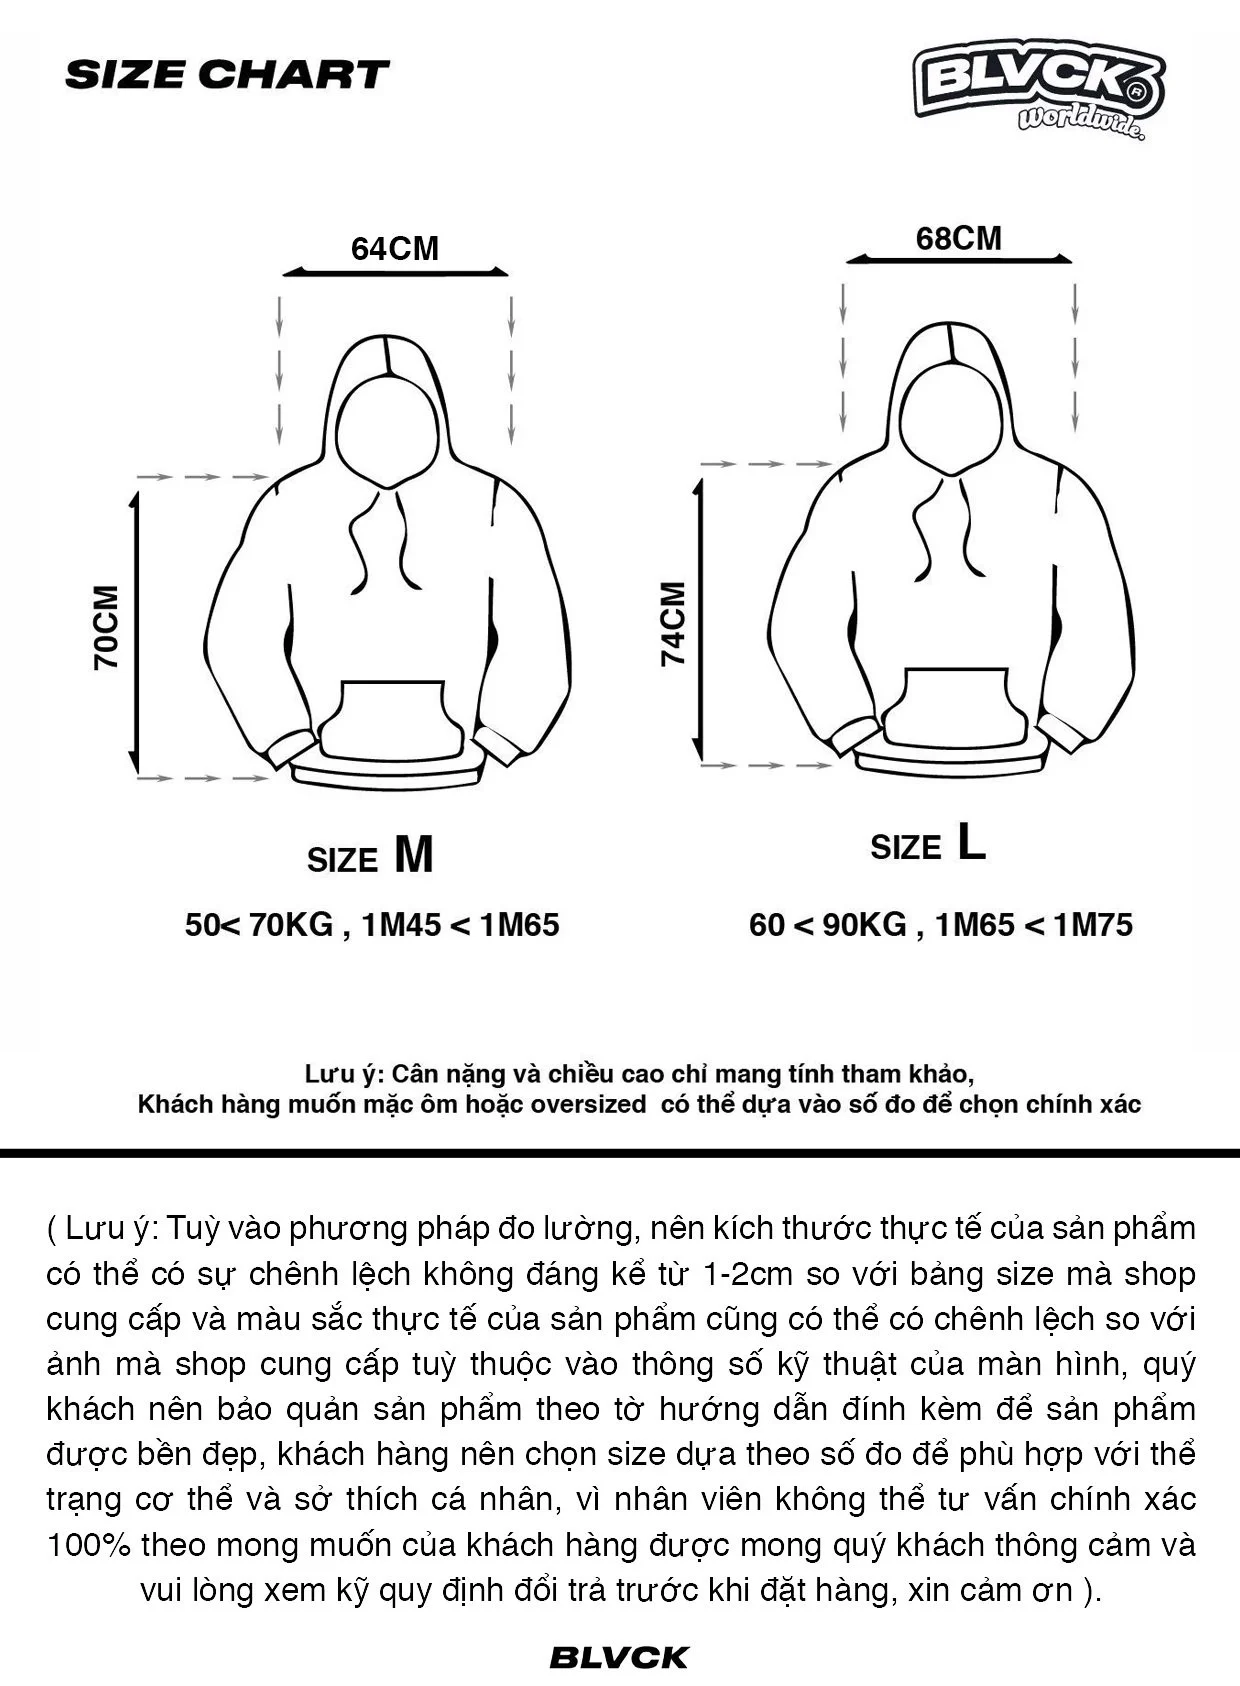 SIZE CHART
BLVCK ®
worldwide.
64CM
68CM
70CM
74CM
SIZE M
SIZE L
50< 70KG , 1M45 < 1M65
60 < 90KG , 1M65 < 1M75
Lưu ý: Cân nặng và chiều cao chỉ mang tính tham khảo,
Khách hàng muốn mặc ôm hoặc oversized có thể dựa vào số đo để chọn chính xác
( Lưu ý: Tuỳ vào phương pháp đo lường, nên kích thước thực tế của sản phẩm
có thể có sự chênh lệch không đáng kể từ 1-2cm so với bảng size mà shop
cung cấp và màu sắc thực tế của sản phẩm cũng có thể có chênh lệch so với
ảnh mà shop cung cấp tuỳ thuộc vào thông số kỹ thuật của màn hình, quý
khách nên bảo quản sản phẩm theo tờ hướng dẫn đính kèm để sản phẩm
được bền đẹp, khách hàng nên chọn size dựa theo số đo để phù hợp với thể
trạng cơ thể và sở thích cá nhân, vì nhân viên không thể tư vấn chính xác
100% theo mong muốn của khách hàng được mong quý khách thông cảm và
vui lòng xem kỹ quy định đổi trả trước khi đặt hàng, xin cảm ơn ).
BLVCK